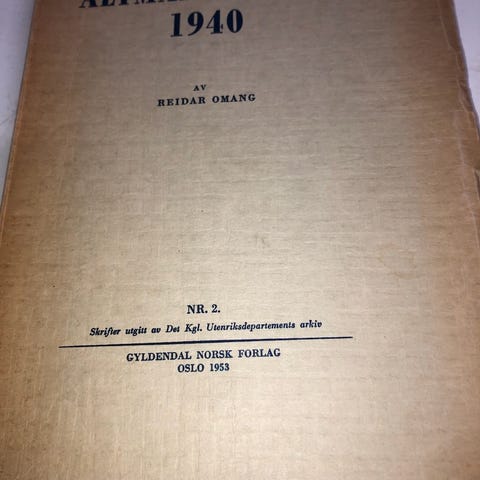 1940
AV
REIDAR OMANG
NR. 2.
Skrifter utgitt av Det Kgl. Utenriksdepartements arkiv
GYLDENDAL NORSK FORLAG
OSLO 1953